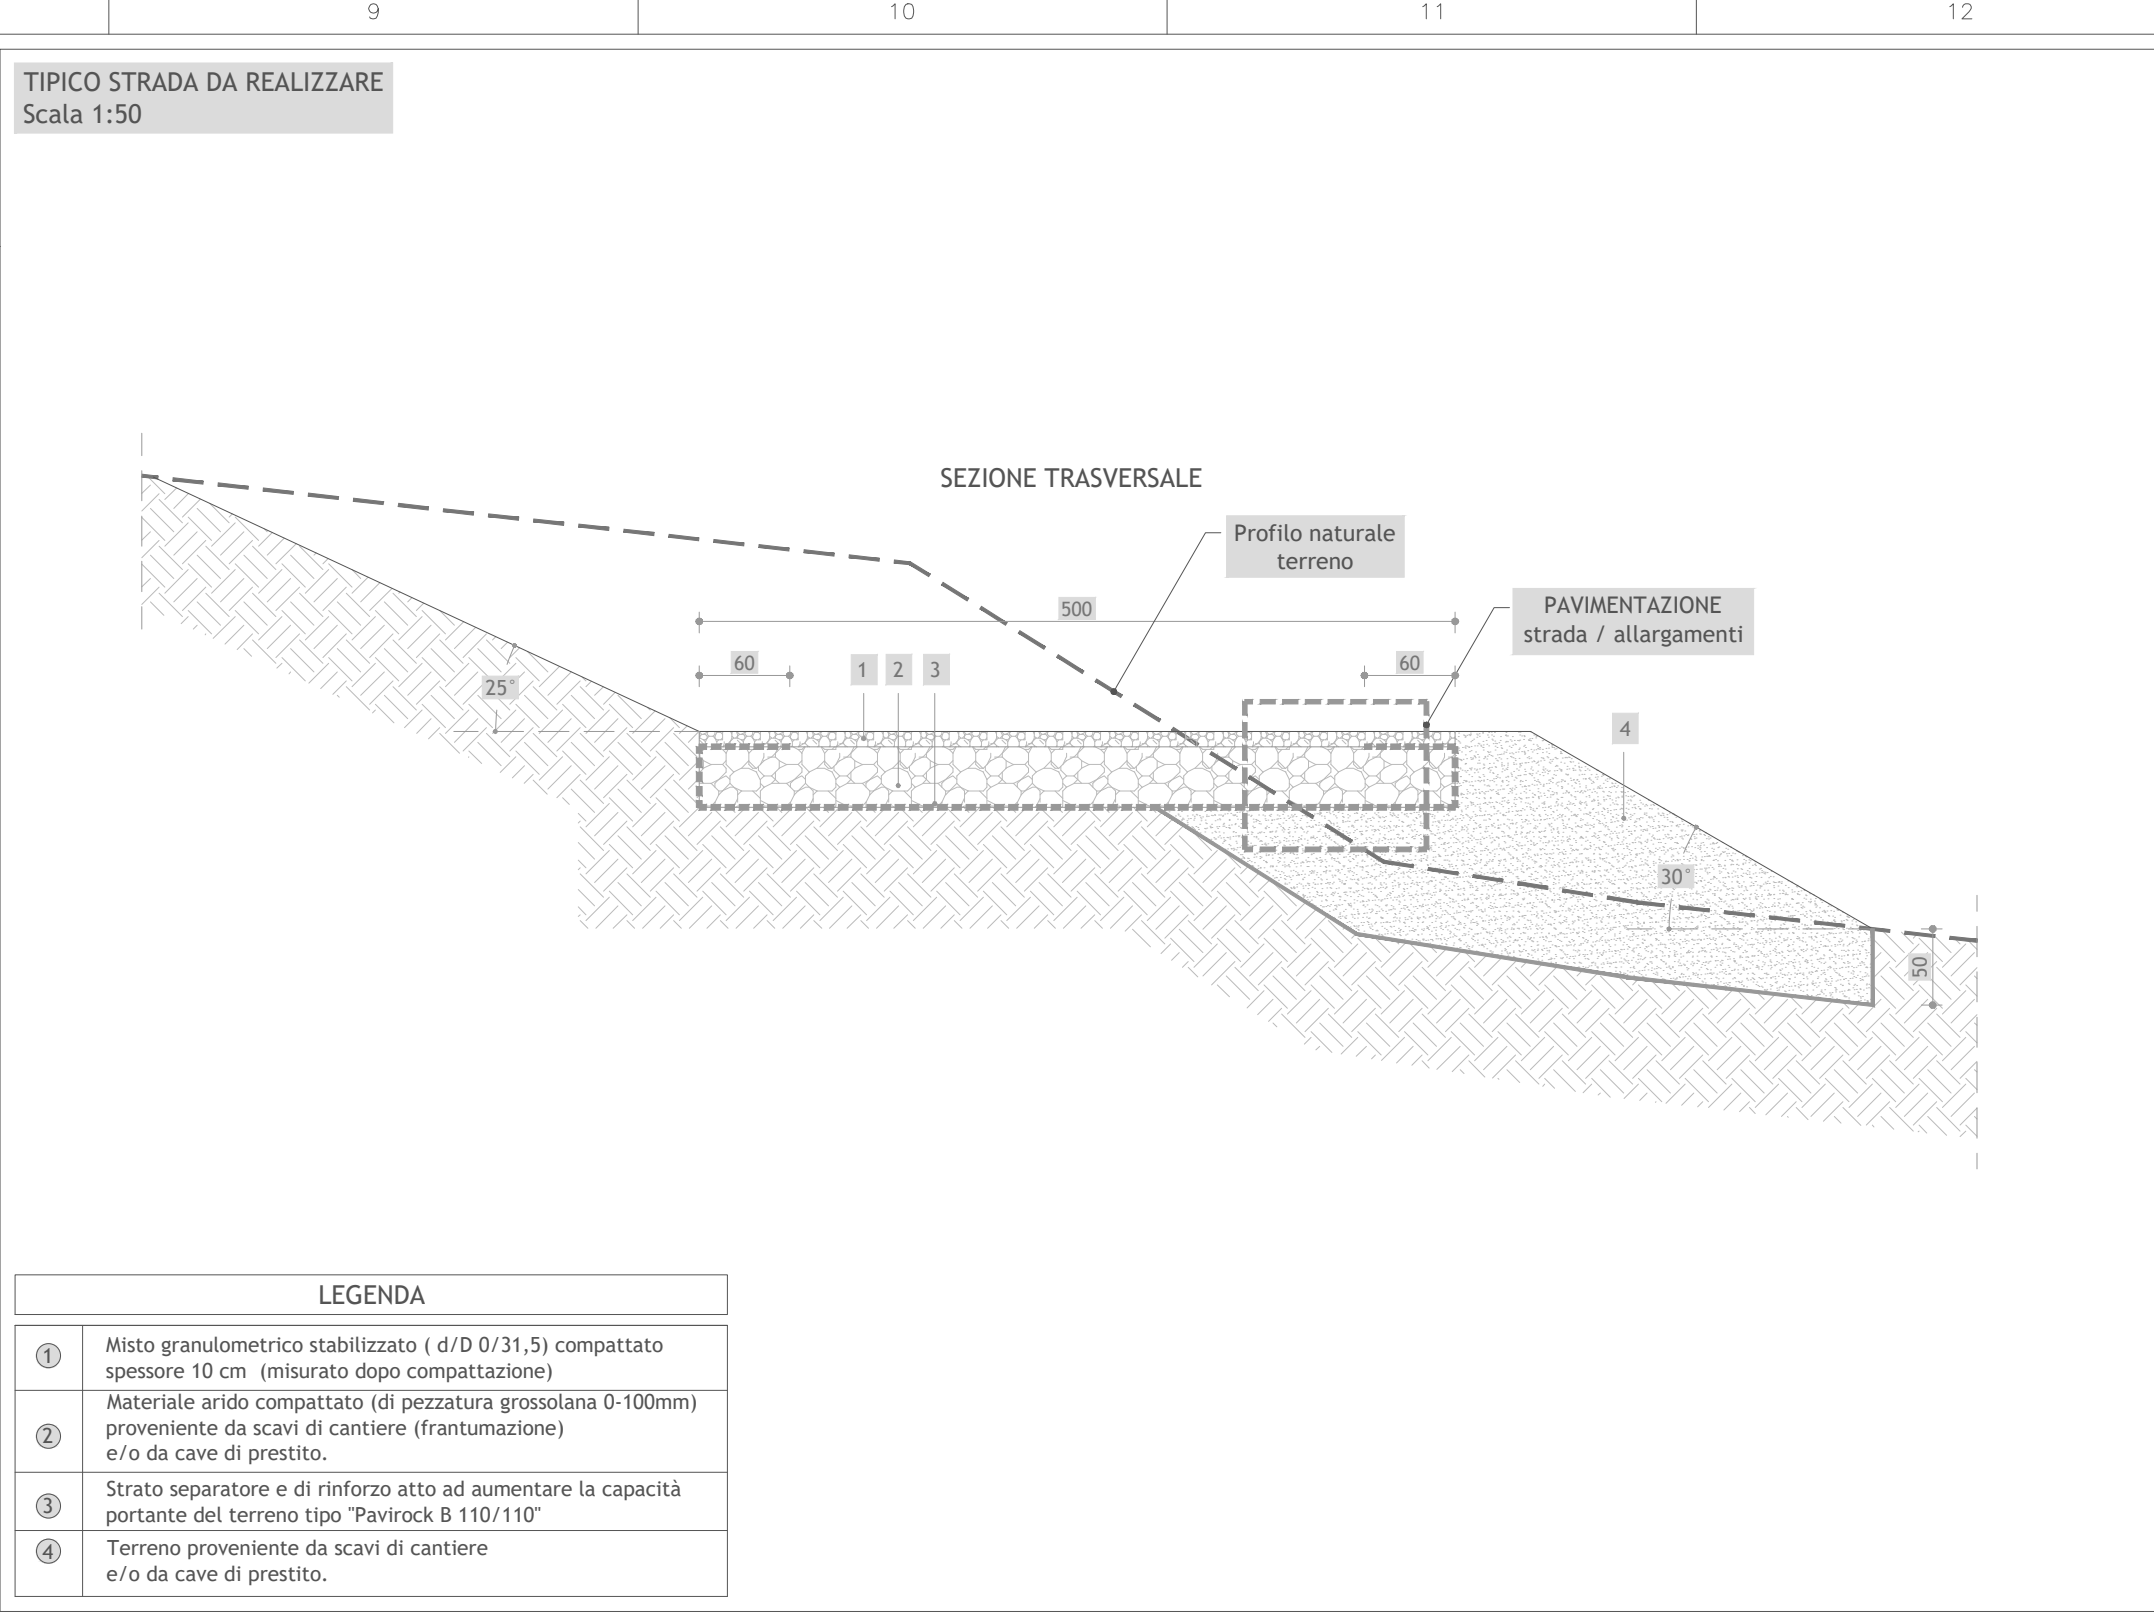 9
10
11
12
TIPICO STRADA DA REALIZZARE
Scala 1:50
SEZIONE TRASVERSALE
Profilo naturale
terreno
PAVIMENTAZIONE
strada / allargamenti
500
60
1
2
3
60
25°
4
30°
50
LEGENDA
1
Misto granulometrico stabilizzato ( d/D 0/31,5) compattato
spessore 10 cm (misurato dopo compattazione)
2
Materiale arido compattato (di pezzatura grossolana 0-100mm)
proveniente da scavi di cantiere (frantumazione)
e/o da cave di prestito.
3
Strato separatore e di rinforzo atto ad aumentare la capacità
portante del terreno tipo "Pavirock B 110/110"
4
Terreno proveniente da scavi di cantiere
e/o da cave di prestito.